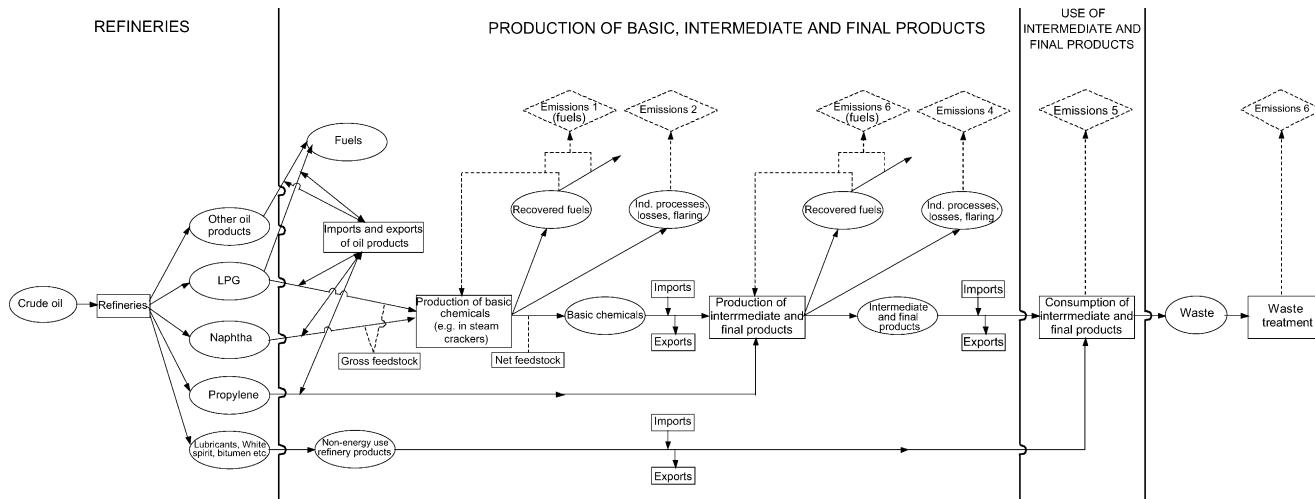 REFINERIES
PRODUCTION OF BASIC, INTERMEDIATE AND FINAL PRODUCTS
USE OF
INTERMEDIATE AND
FINAL PRODUCTS
Emissions 1
(fuels)
Emissions 2
Emissions 6
(fuels)
Emissions 4
Emissions 5
Emissions 6
Fuels
Other oil
products
Imports and exports
of oil products
Recovered fuels
Ind. processes,
losses, flaring
Recovered fuels
Ind. processes,
losses, flaring
LPG
Crude oil
Refineries
Production of basic
chemicals
(e.g. in steam
crackers)
Basic chemicals
Imports
Exports
Production of
interrmediate and
final products
Intermediate
and final
products
Imports
Exports
Consumption of
interrmediate and
final products
Waste
Waste
treatment
Naphtha
Gross feedstock
Net feedstock
Propylene
Lubricants, White
spirit, bitumen etc
Non-energy use
refinery products
Imports
Exports